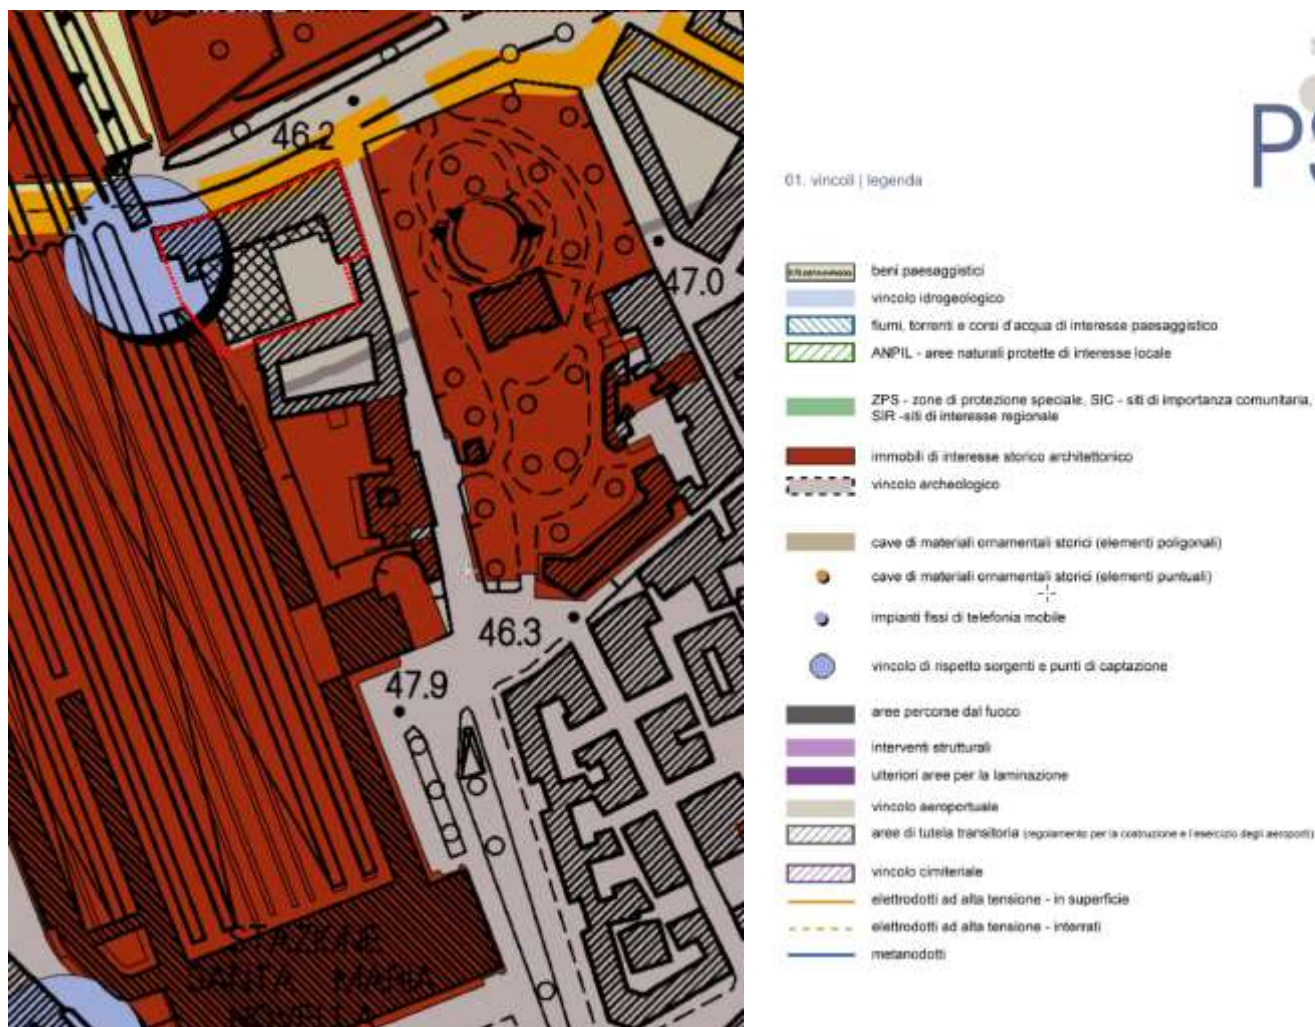 46.2
47.0
46.3
47.9
STAZIONE
SANTA MARIA
NOVELLA
PS
01. vincoli | legenda
beni paesaggistici
vincolo idrogeologico
fiumi, torrenti e corsi d'acqua di interesse paesaggistico
ANPIL - aree naturali protette di interesse locale
ZPS - zone di protezione speciale, SIC - siti di importanza comunitaria,
SIR -siti di interesse regionale
immobili di interesse storico architettonico
vincolo archeologico
cave di materiali ornamentali storici (elementi poligonali)
cave di materiali ornamentali storici (elementi puntuali)
impianti fissi di telefonia mobile
vincolo di rispetto sorgenti e punti di captazione
aree percorse dal fuoco
interventi strutturali
ulteriori aree per la laminazione
vincolo aeroportuale
aree di tutela transitoria (regolamento per la costruzione e l'esercizio degli aeroporti)
vincolo cimiteriale
elettrodotti ad alta tensione - in superficie
elettrodotti ad alta tensione - interrati
metanodotti